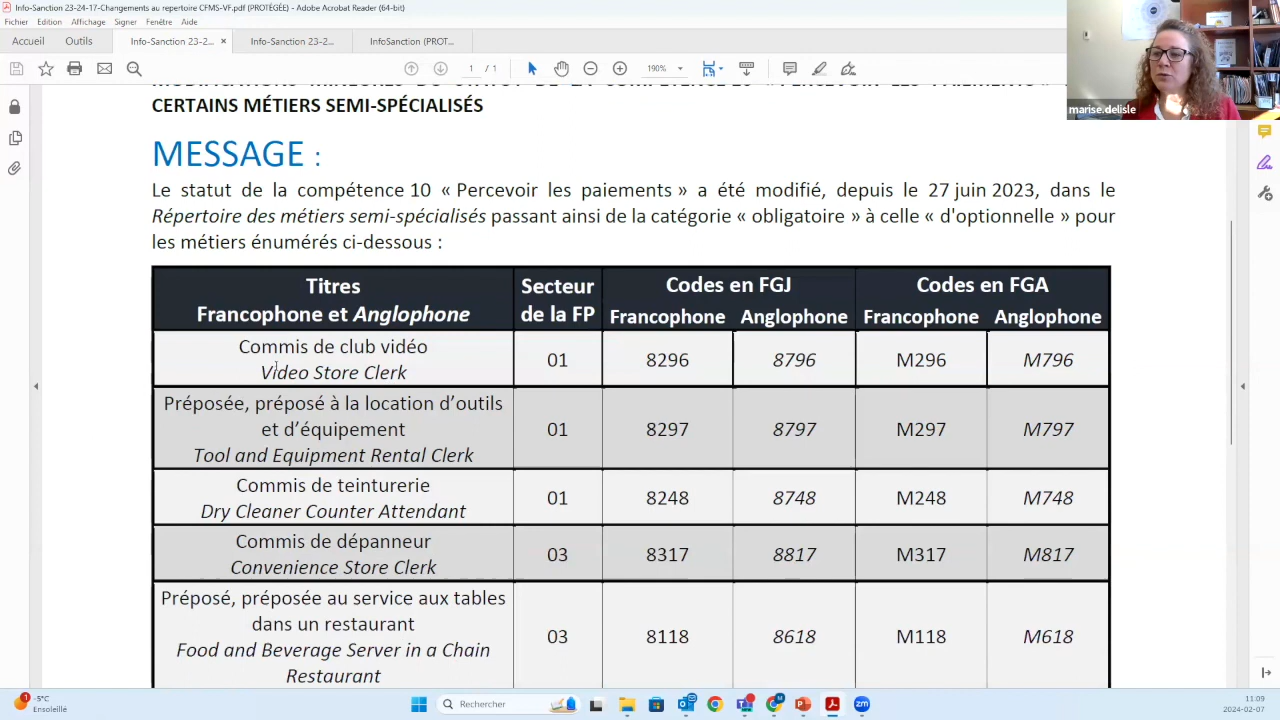 Info-Sanction 23-24-17-Changements au repertoire CFMS-VF.pdf (PROTÉGÉE) - Adobe Acrobat Reader (64-bit)
Fichier Edition Affichage Signer Fenêtre Aide
Accueil Outils Info-Sanction 23-2... × Info-Sanction 23-2... InfoSanction (PROT...
1 / 1 190%
marise.delisle
CERTAINS MÉTIERS SEMI-SPÉCIALISÉS
MESSAGE :
Le statut de la compétence 10 « Percevoir les paiements » a été modifié, depuis le 27 juin 2023, dans le
Répertoire des métiers semi-spécialisés passant ainsi de la catégorie « obligatoire » à celle « d'optionnelle » pour
les métiers énumérés ci-dessous :
Titres
Francophone et Anglophone
Secteur
de la FP
Codes en FGJ
Francophone Anglophone
Codes en FGA
Francophone Anglophone
Commis de club vidéo
Video Store Clerk
01 8296 8796 M296 M796
Préposée, préposé à la location d’outils
et d’équipement
Tool and Equipment Rental Clerk
01 8297 8797 M297 M797
Commis de teinturerie
Dry Cleaner Counter Attendant
01 8248 8748 M248 M748
Commis de dépanneur
Convenience Store Clerk
03 8317 8817 M317 M817
Préposé, préposée au service aux tables
dans un restaurant
Food and Beverage Server in a Chain
Restaurant
03 8118 8618 M118 M618
1
-5°C
Ensoleillé
Rechercher
11:09
2024-02-07